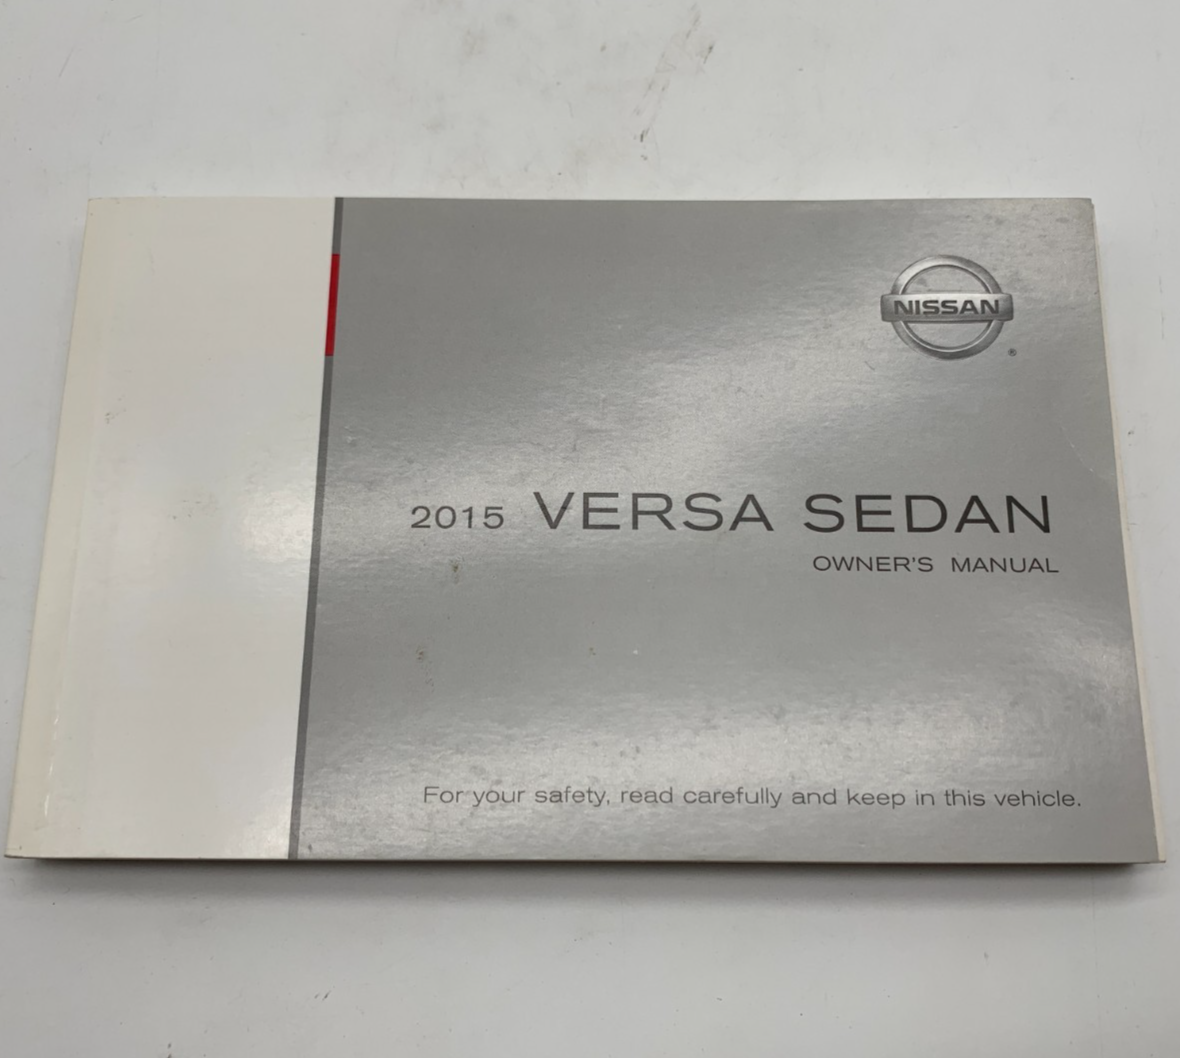 NISSAN
®
2015 VERSA SEDAN
OWNER'S MANUAL
For your safety, read carefully and keep in this vehicle.